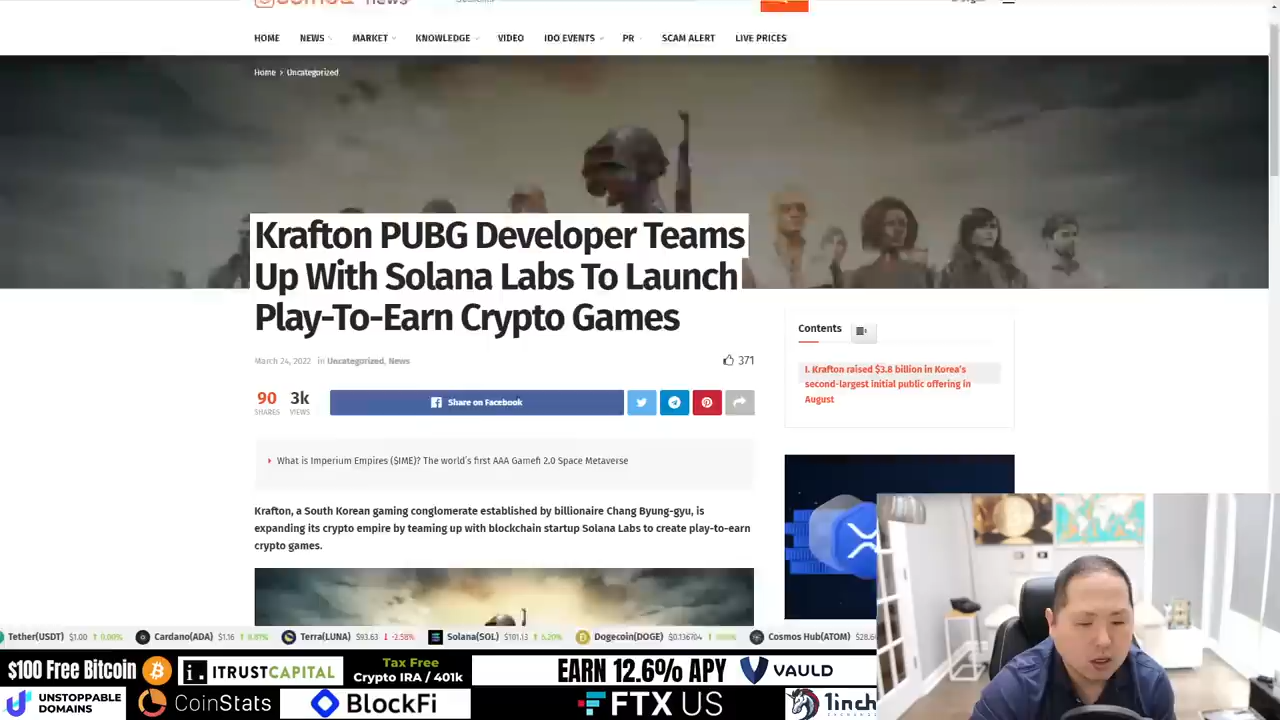 news
HOME NEWS MARKET KNOWLEDGE VIDEO IDO EVENTS PR SCAM ALERT LIVE PRICES
Home > Uncategorized
Krafton PUBG Developer Teams
Up With Solana Labs To Launch
Play-To-Earn Crypto Games
March 24, 2022 in Uncategorized, News
371
90
SHARES
3k
VIEWS
Share on Facebook
What is Imperium Empires ($IME)? The world's first AAA Gamefi 2.0 Space Metaverse
Krafton, a South Korean gaming conglomerate established by billionaire Chang Byung-gyu, is
expanding its crypto empire by teaming up with blockchain startup Solana Labs to create play-to-earn
crypto games.
Contents
I. Krafton raised $3.8 billion in Korea's
second-largest initial public offering in
August
Tether(USDT) $1.00 0.00% Cardano(ADA) $1.16 Terra(LUNA) $93.63 -2.58% Solana(SOL) $101.13 Dogecoin(DOGE) $0.136704 Cosmos Hub(ATOM)
$100 Free Bitcoin
ITRUSTCAPITAL
Tax Free
Crypto IRA / 401k
EARN 12.6% APY
VAULD
UNSTOPPABLE
DOMAINS
CoinStats
BlockFi
FTX US
1inch